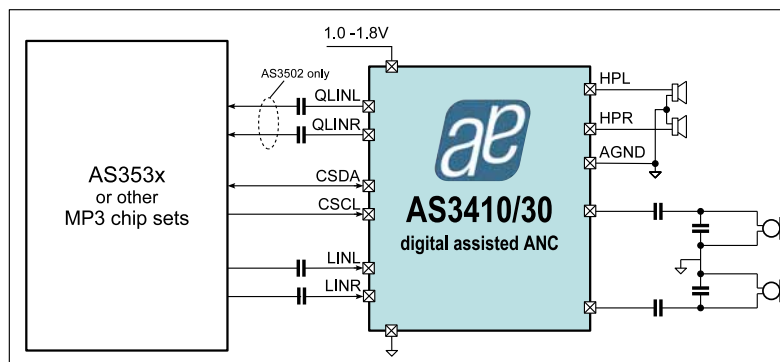 1.0 -1.8V
AS3502 only
QLINL
QLINR
CSDA
CSCL
LINL
LINR
AS353x
or other
MP3 chip sets
ae
AS3410/30
digital assisted ANC
HPL
HPR
AGND